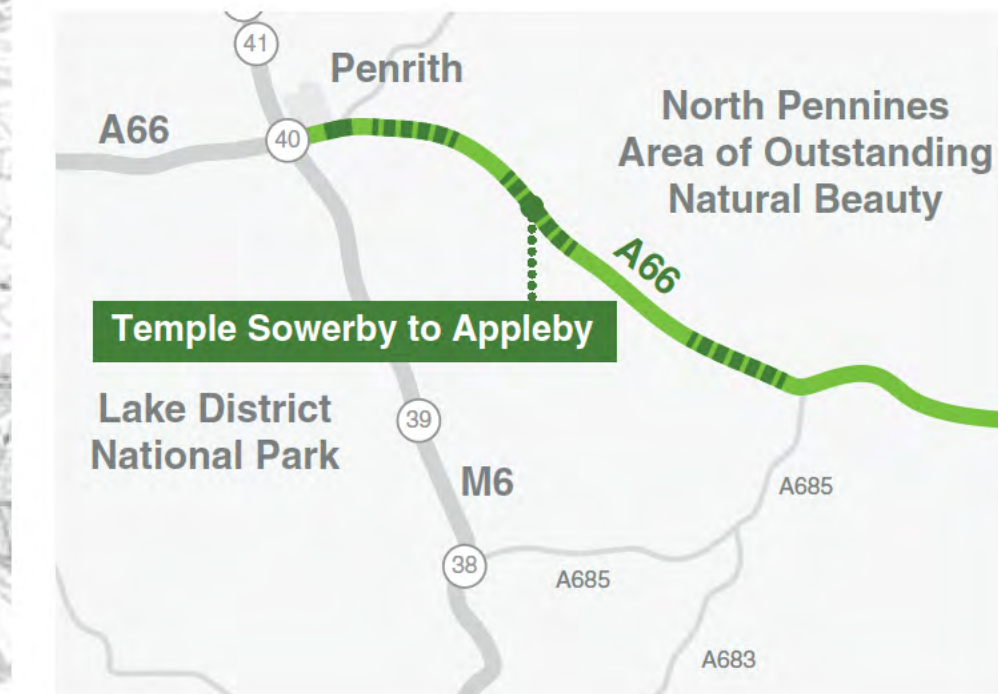 41
Penrith
A66
40
North Pennines
Area of Outstanding
Natural Beauty
A66
Temple Sowerby to Appleby
Lake District
National Park
39
M6
A685
38
A685
A683